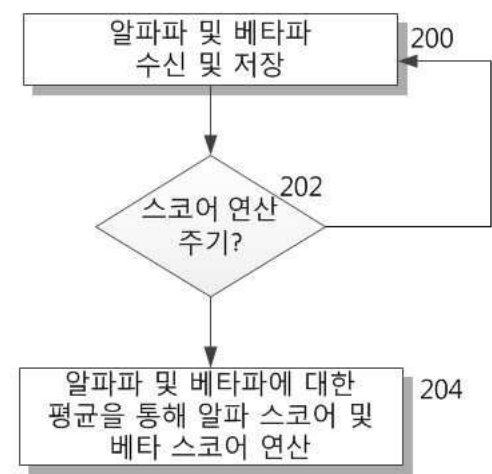 알파파 및 베타파
수신 및 저장
200
스코어 연산
주기?
202
알파파 및 베타파에 대한
평균을 통해 알파 스코어 및
베타 스코어 연산
204